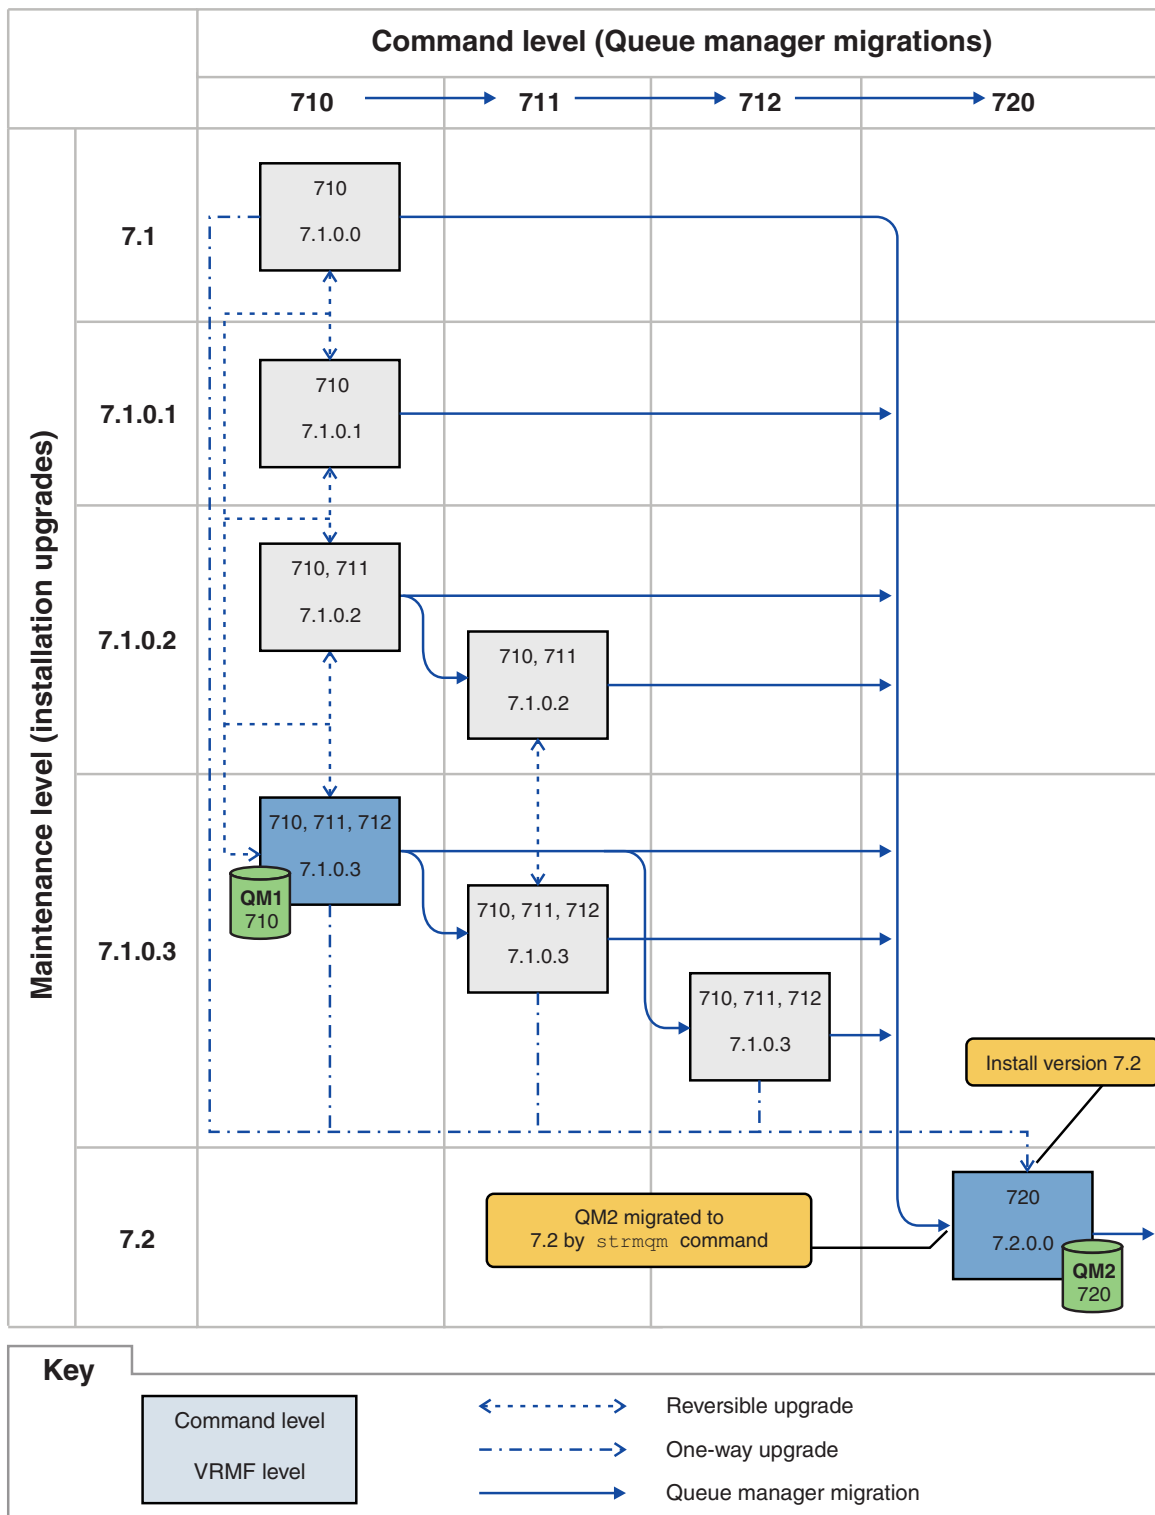 Command level (Queue manager migrations)
710
711
712
720
Maintenance level (installation upgrades)
7.1
710
7.1.0.0
7.1.0.1
710
7.1.0.1
7.1.0.2
710, 711
7.1.0.2
710, 711
7.1.0.2
7.1.0.3
710, 711, 712
7.1.0.3
QM1
710
710, 711, 712
7.1.0.3
710, 711, 712
7.1.0.3
Install version 7.2
7.2
QM2 migrated to
7.2 by strmqm command
720
7.2.0.0
QM2
720
Key
Command level
VRMF level
Reversible upgrade
One-way upgrade
Queue manager migration